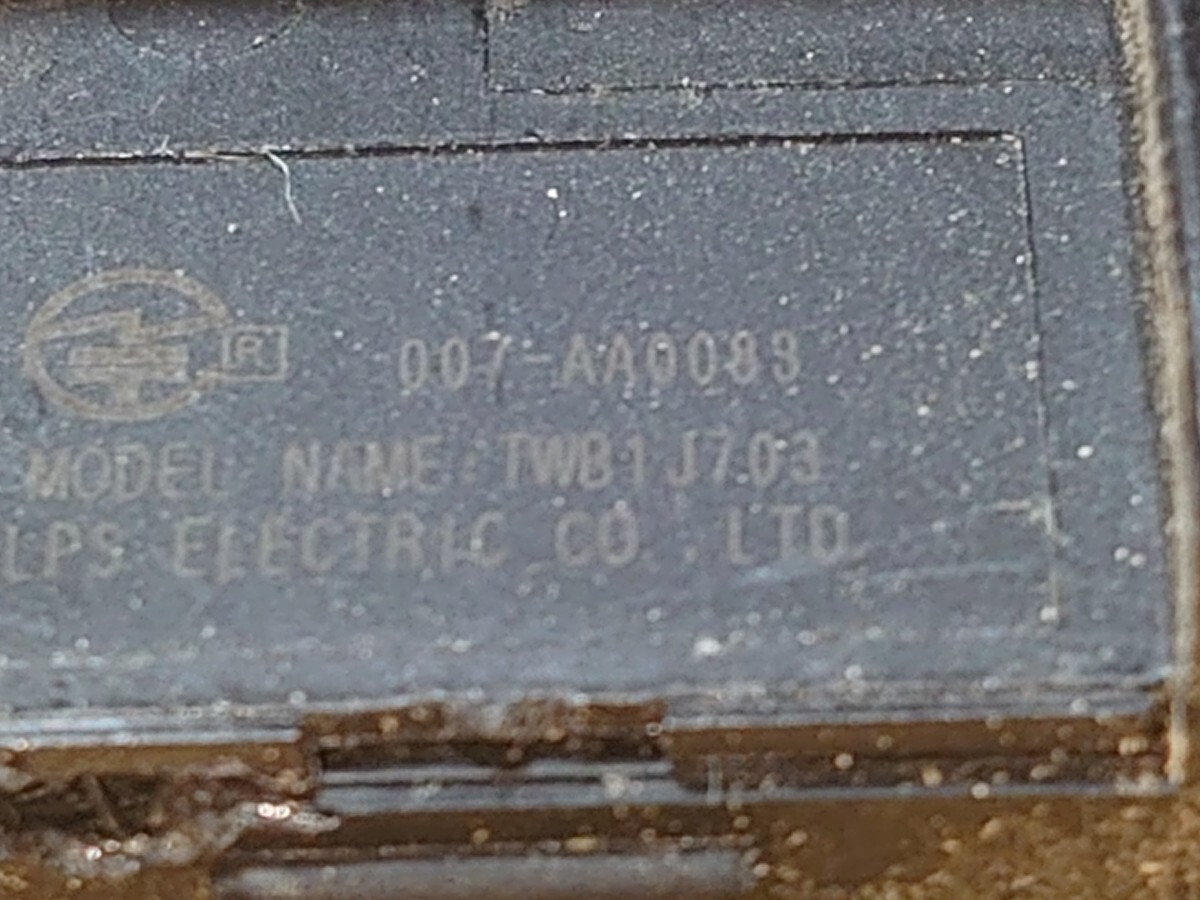 R 007-AA0083
MODEL NAME: TWB1J703
LPS ELECTRIC CO., LTD